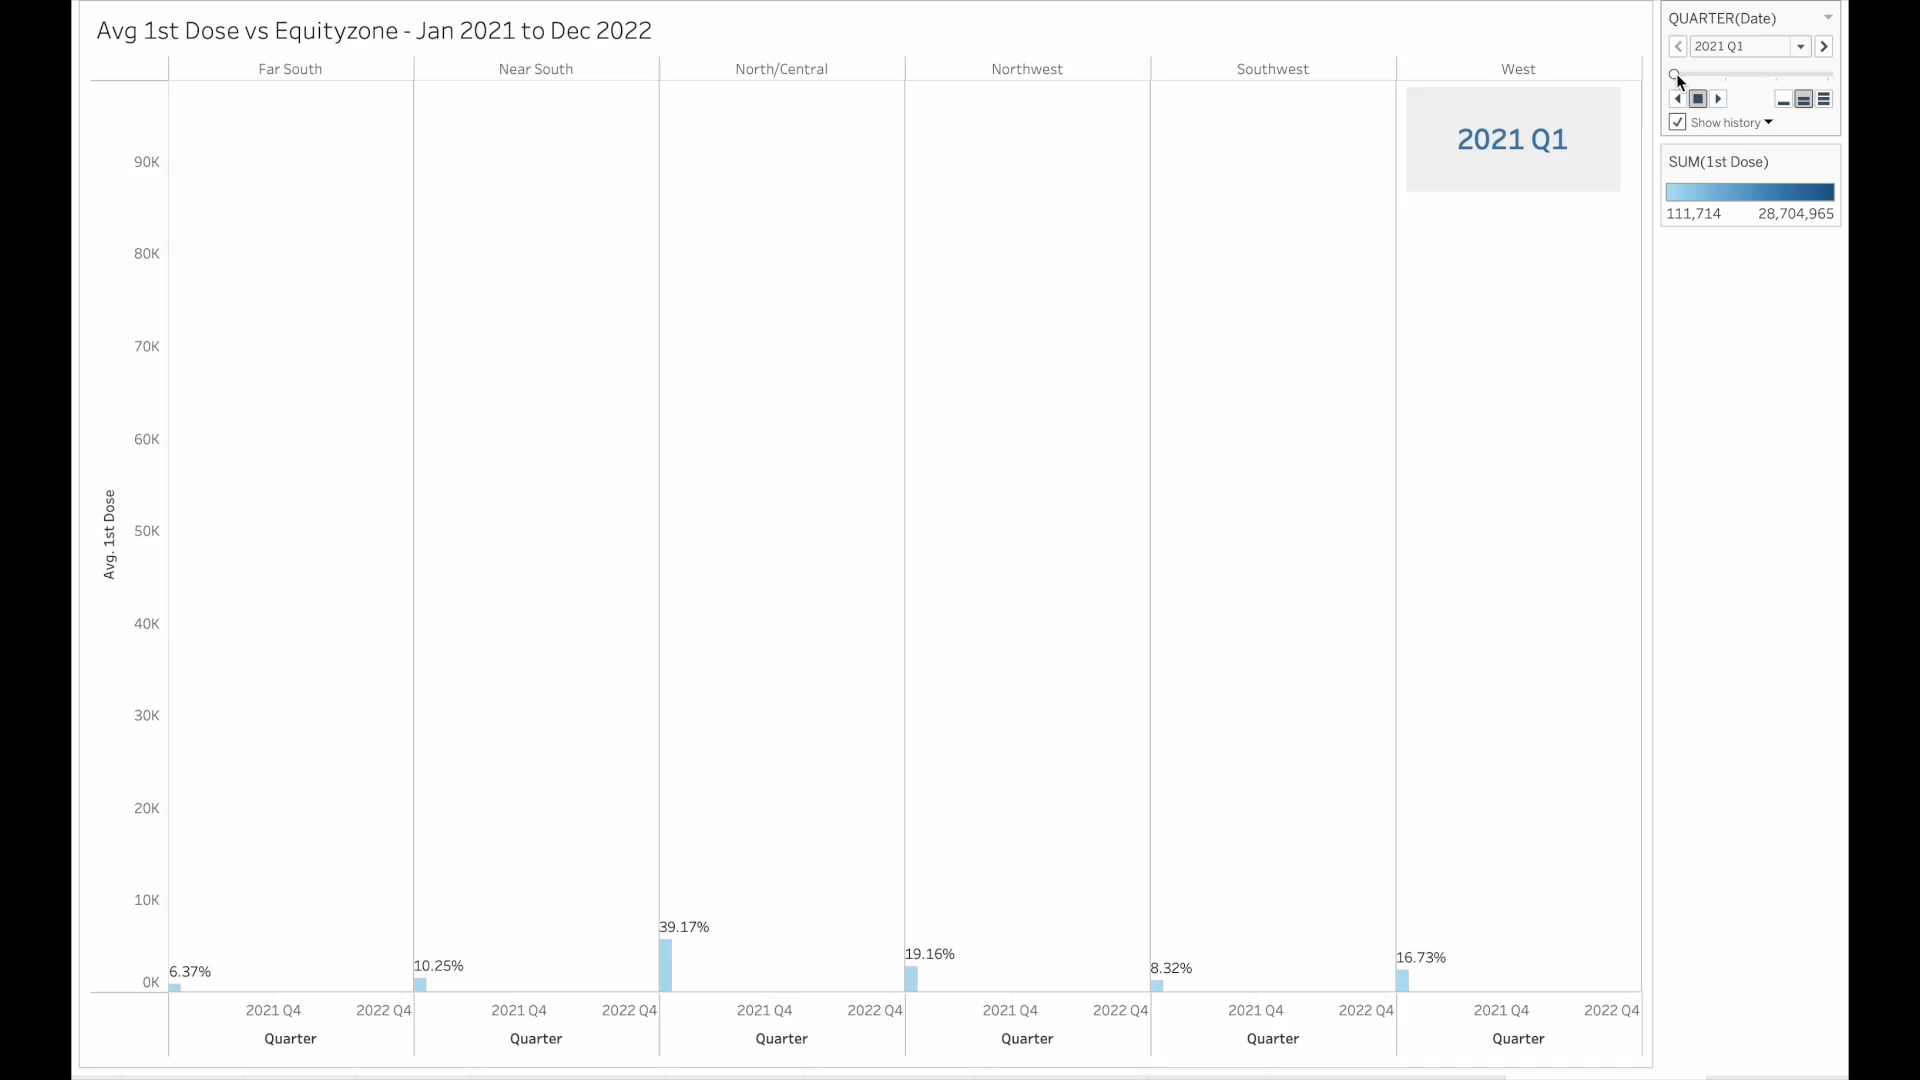 Avg 1st Dose vs Equityzone - Jan 2021 to Dec 2022
QUARTER(Date)
2021 Q1
Show history
SUM(1st Dose)
111,714 28,704,965
Far South Near South North/Central Northwest Southwest West
2021 Q1
90K
80K
70K
60K
50K
40K
30K
20K
10K
0K
Avg. 1st Dose
6.37% 10.25% 39.17% 19.16% 8.32% 16.73%
2021 Q4 2022 Q4 2021 Q4 2022 Q4 2021 Q4 2022 Q4 2021 Q4 2022 Q4 2021 Q4 2022 Q4 2021 Q4 2022 Q4
Quarter Quarter Quarter Quarter Quarter Quarter